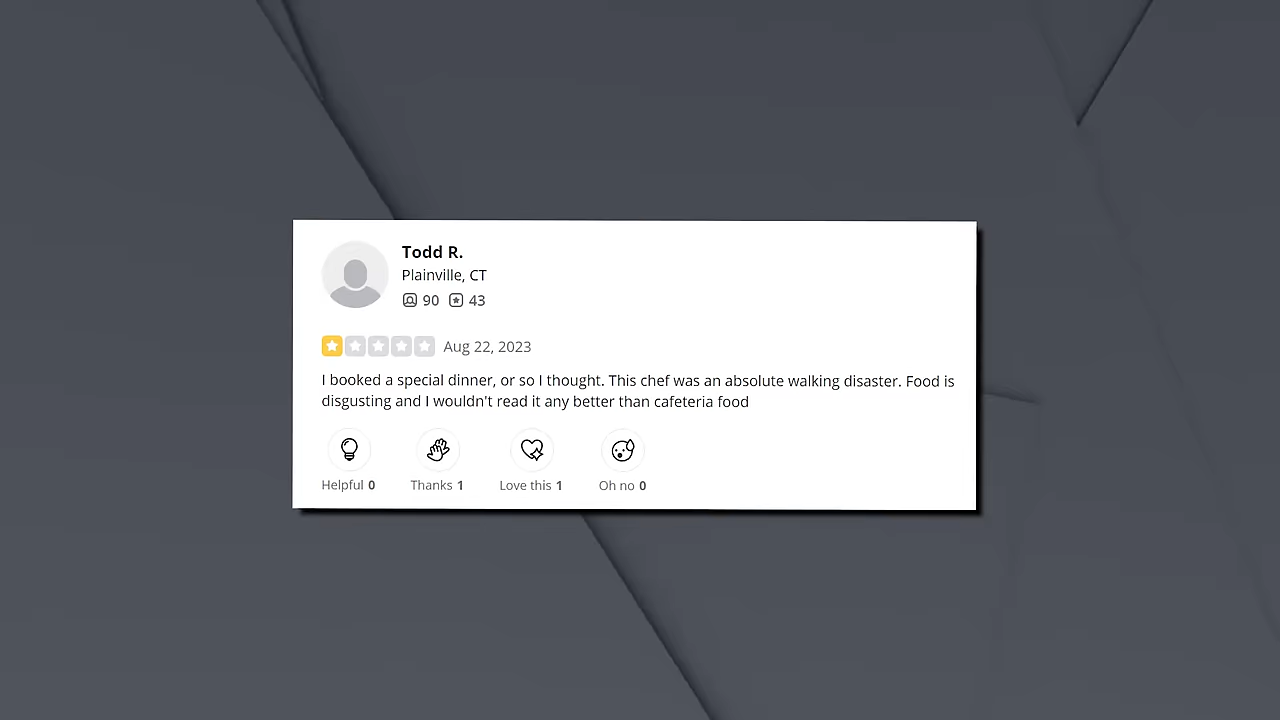 Todd R.
Plainville, CT
90 43
Aug 22, 2023
I booked a special dinner, or so I thought. This chef was an absolute walking disaster. Food is
disgusting and I wouldn't read it any better than cafeteria food
Helpful 0 Thanks 1 Love this 1 Oh no 0